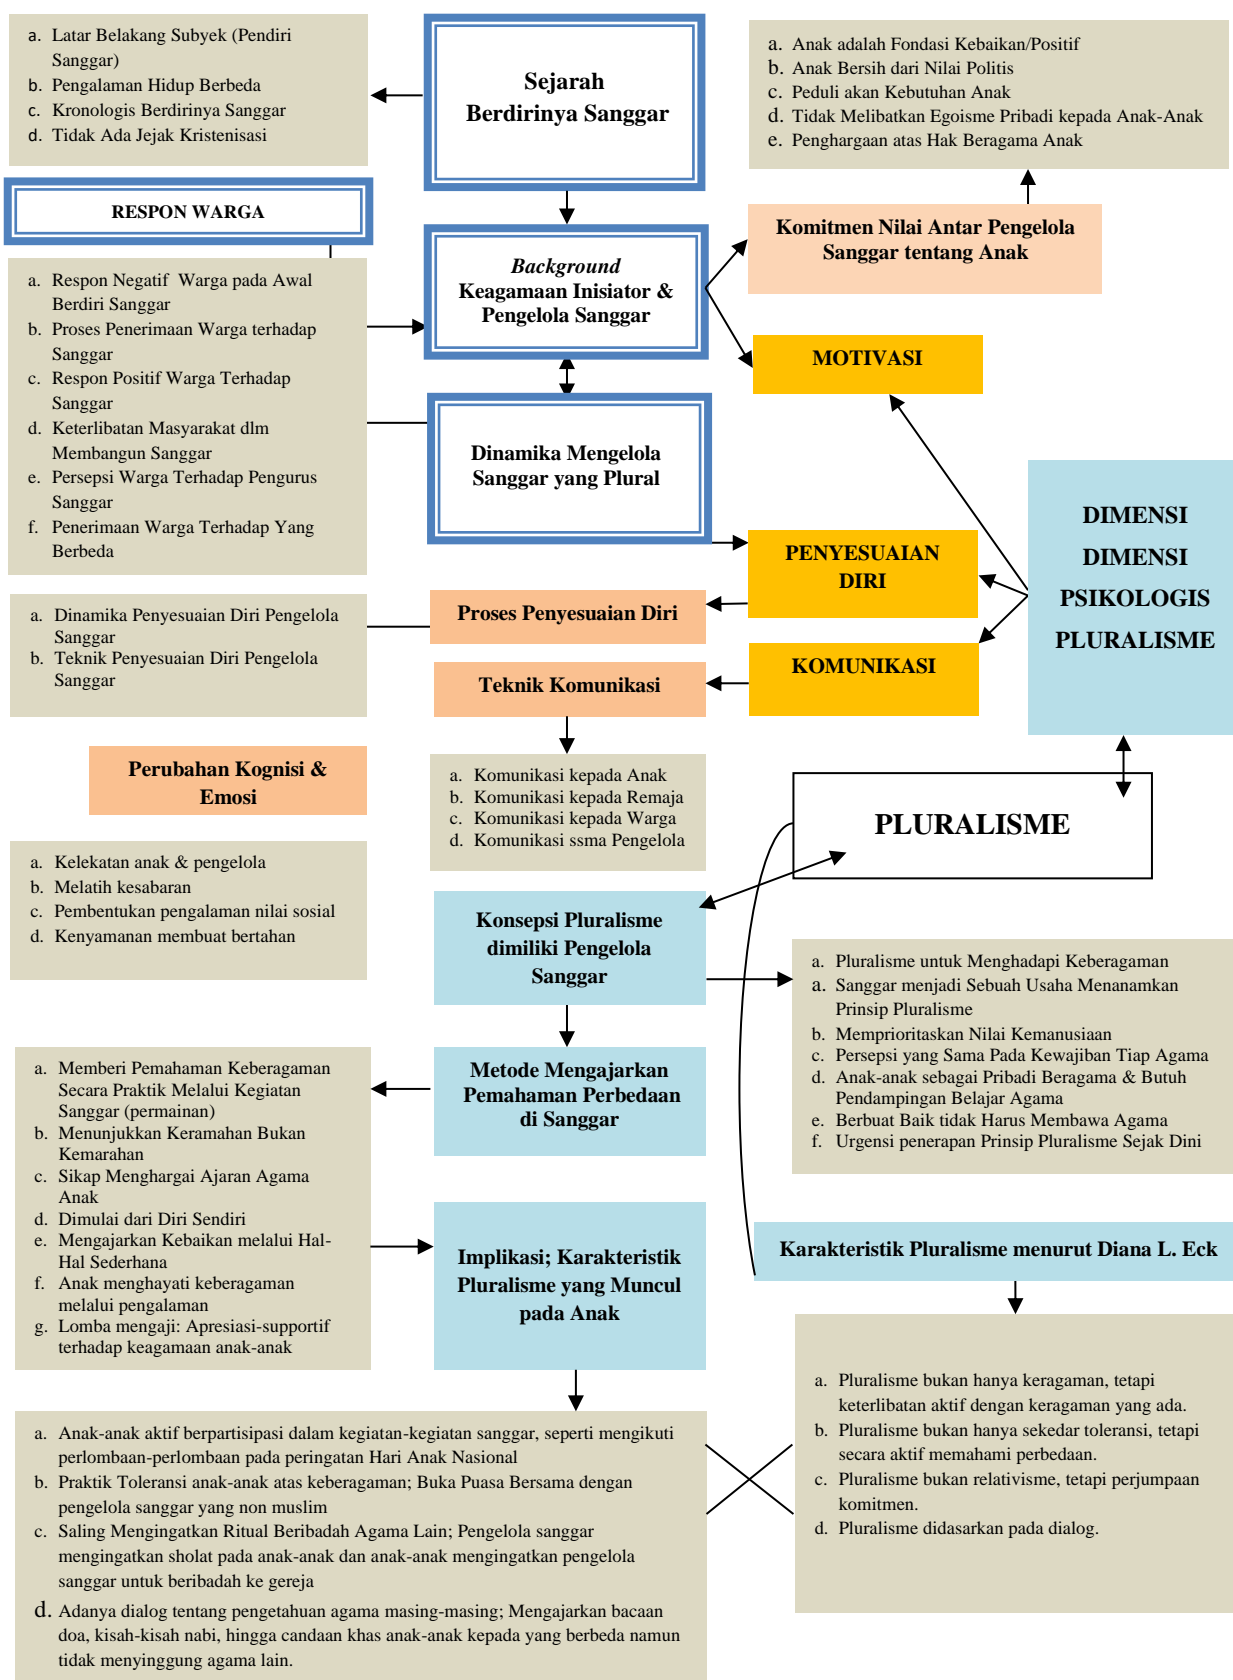 a. Latar Belakang Subyek (Pendiri
Sanggar)
b. Pengalaman Hidup Berbeda
c. Kronologis Berdirinya Sanggar
d. Tidak Ada Jejak Kristenisasi
Sejarah
Berdirinya Sanggar
a. Anak adalah Fondasi Kebaikan/Positif
b. Anak Bersih dari Nilai Politis
c. Peduli akan Kebutuhan Anak
d. Tidak Melibatkan Egoisme Pribadi kepada Anak-Anak
e. Penghargaan atas Hak Beragama Anak
RESPON WARGA
Background
Keagamaan Inisiator &
Pengelola Sanggar
Komitmen Nilai Antar Pengelola
Sanggar tentang Anak
a. Respon Negatif Warga pada Awal
Berdiri Sanggar
b. Proses Penerimaan Warga terhadap
Sanggar
c. Respon Positif Warga Terhadap
Sanggar
d. Keterlibatan Masyarakat dlm
Membangun Sanggar
e. Persepsi Warga Terhadap Pengurus
Sanggar
f. Penerimaan Warga Terhadap Yang
Berbeda
MOTIVASI
Dinamika Mengelola
Sanggar yang Plural
DIMENSI
DIMENSI
PSIKOLOGIS
PLURALISME
PENYESUAIAN
DIRI
Proses Penyesuaian Diri
a. Dinamika Penyesuaian Diri Pengelola
Sanggar
b. Teknik Penyesuaian Diri Pengelola
Sanggar
KOMUNIKASI
Teknik Komunikasi
Perubahan Kognisi &
Emosi
a. Komunikasi kepada Anak
b. Komunikasi kepada Remaja
c. Komunikasi kepada Warga
d. Komunikasi ssma Pengelola
PLURALISME
a. Kelekatan anak & pengelola
b. Melatih kesabaran
c. Pembentukan pengalaman nilai sosial
d. Kenyamanan membuat bertahan
Konsepsi Pluralisme
dimiliki Pengelola
Sanggar
a. Pluralisme untuk Menghadapi Keberagaman
a. Sanggar menjadi Sebuah Usaha Menanamkan
Prinsip Pluralisme
b. Memprioritaskan Nilai Kemanusiaan
c. Persepsi yang Sama Pada Kewajiban Tiap Agama
d. Anak-anak sebagai Pribadi Beragama & Butuh
Pendampingan Belajar Agama
e. Berbuat Baik tidak Harus Membawa Agama
f. Urgensi penerapan Prinsip Pluralisme Sejak Dini
a. Memberi Pemahaman Keberagaman
Secara Praktik Melalui Kegiatan
Sanggar (permainan)
b. Menunjukkan Keramahan Bukan
Kemarahan
c. Sikap Menghargai Ajaran Agama
Anak
d. Dimulai dari Diri Sendiri
e. Mengajarkan Kebaikan melalui Hal-
Hal Sederhana
f. Anak menghayati keberagaman
melalui pengalaman
g. Lomba mengaji: Apresiasi-supportif
terhadap keagamaan anak-anak
Metode Mengajarkan
Pemahaman Perbedaan
di Sanggar
Implikasi; Karakteristik
Pluralisme yang Muncul
pada Anak
Karakteristik Pluralisme menurut Diana L. Eck
a. Pluralisme bukan hanya keragaman, tetapi
keterlibatan aktif dengan keragaman yang ada.
b. Pluralisme bukan hanya sekedar toleransi, tetapi
secara aktif memahami perbedaan.
c. Pluralisme bukan relativisme, tetapi perjumpaan
komitmen.
d. Pluralisme didasarkan pada dialog.
a. Anak-anak aktif berpartisipasi dalam kegiatan-kegiatan sanggar, seperti mengikuti
perlombaan-perlombaan pada peringatan Hari Anak Nasional
b. Praktik Toleransi anak-anak atas keberagaman; Buka Puasa Bersama dengan
pengelola sanggar yang non muslim
c. Saling Mengingatkan Ritual Beribadah Agama Lain; Pengelola sanggar
mengingatkan sholat pada anak-anak dan anak-anak mengingatkan pengelola
sanggar untuk beribadah ke gereja
d. Adanya dialog tentang pengetahuan agama masing-masing; Mengajarkan bacaan
doa, kisah-kisah nabi, hingga candaan khas anak-anak kepada yang berbeda namun
tidak menyinggung agama lain.